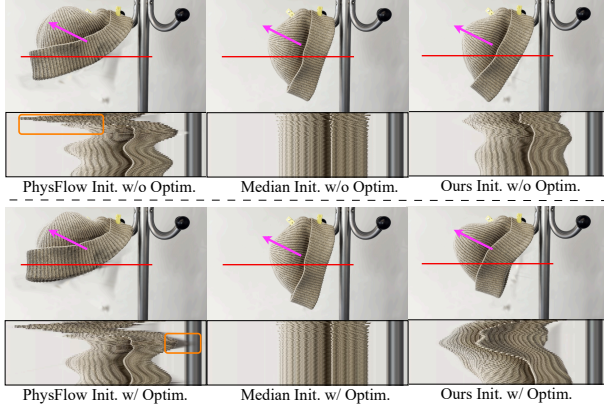 PhysFlow Init. w/o Optim. Median Init. w/o Optim. Ours Init. w/o Optim.
PhysFlow Init. w/ Optim. Median Init. w/ Optim. Ours Init. w/ Optim.